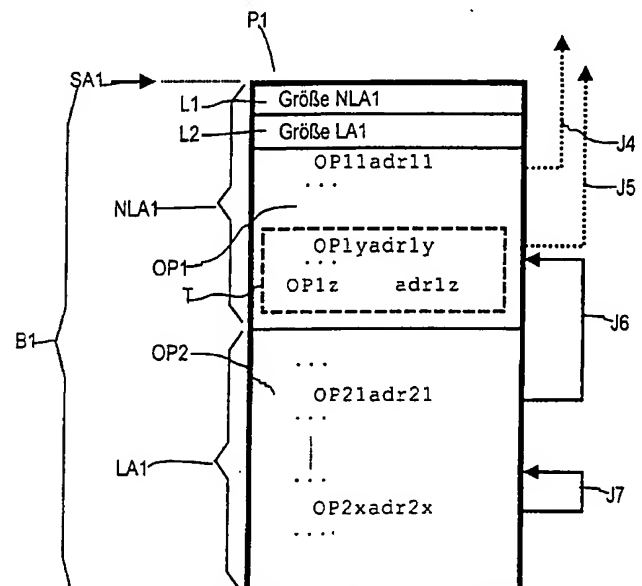 P1
SA1
L1
Größe NLA1
L2
Größe LA1
J4
OP11adr11
...
J5
NLA1
OP1yadr1y
...
OP1
T
OP1z adr1z
J6
B1
OP2
...
OP21adr21
...
LA1
...
J7
OP2xadr2x
....